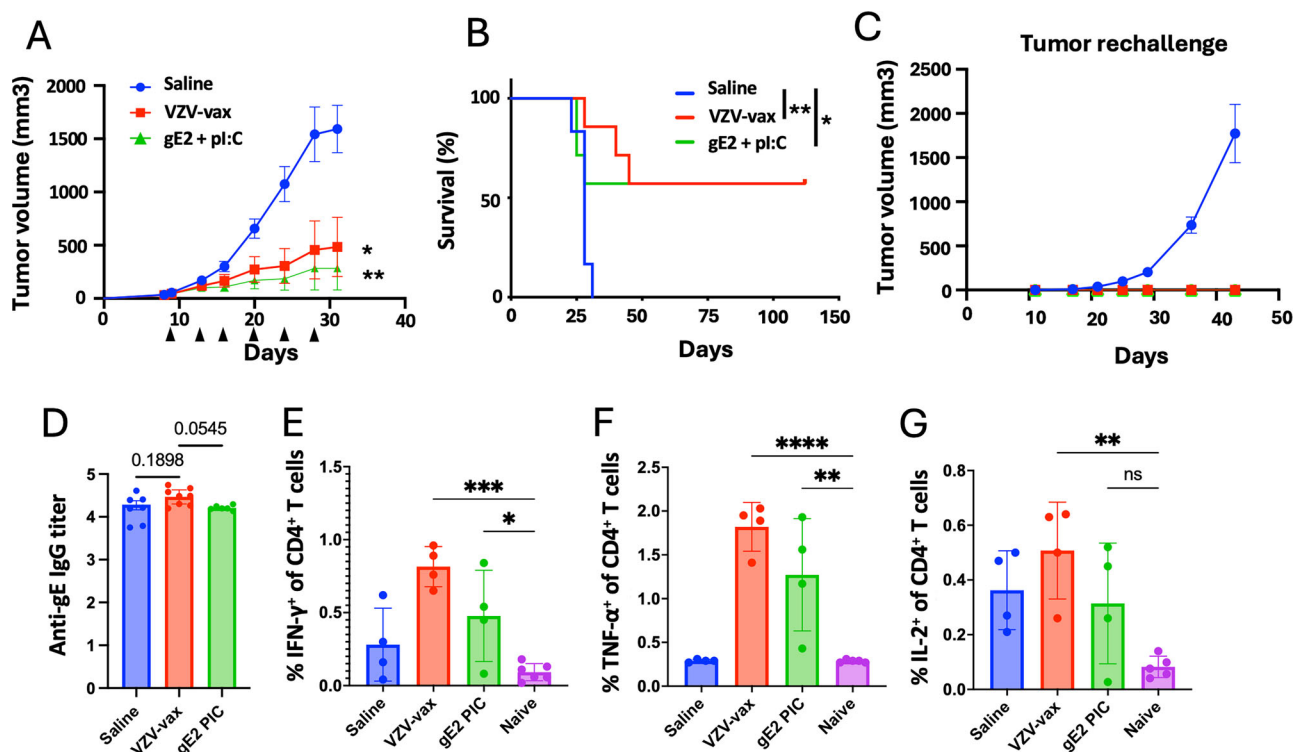 A
Tumor volume (mm3)
2000
1500
1000
500
0
Saline
VZV-vax
gE2 + pI:C
*
**
0
10
20
30
40
Days
B
Survival (%)
100
50
0
Saline
VZV-vax
gE2 + pI:C
**
*
0
25
50
75
100
112
150
Days
C
Tumor rechallenge
Tumor volume (mm3)
2500
2000
1500
1000
500
0
0
10
20
30
40
50
Days
D
Anti-gE IgG titer
0.0545
0.1898
5
4
3
2
1
0
Saline
VZV-vax
gE2 PIC
E
% IFN-γ+ of CD4+ T cells
1.5
1.0
0.5
0.0
***
*
Saline
VZV-vax
gE2 PIC
Naive
F
% TNF-α+ of CD4+ T cells
2.5
2.0
1.5
1.0
0.5
0.0
****
**
Saline
VZV-vax
gE2 PIC
Naive
G
% IL-2+ of CD4+ T cells
0.8
0.6
0.4
0.2
0.0
**
ns
Saline
VZV-vax
gE2 PIC
Naive